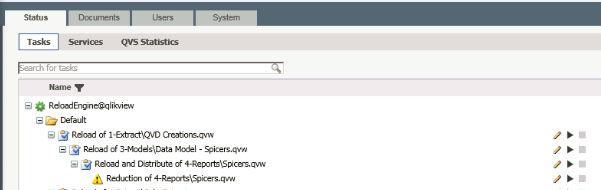 Status Documents Users System
Tasks Services QVS Statistics
Search for tasks
Name
ReloadEngine@qlikview
Default
Reload of 1-Extract\QVD Creations.qvw
Reload of 3-Models\Data Model - Spicers.qvw
Reload and Distribute of 4-Reports\Spicers.qvw
Reduction of 4-Reports\Spicers.qvw